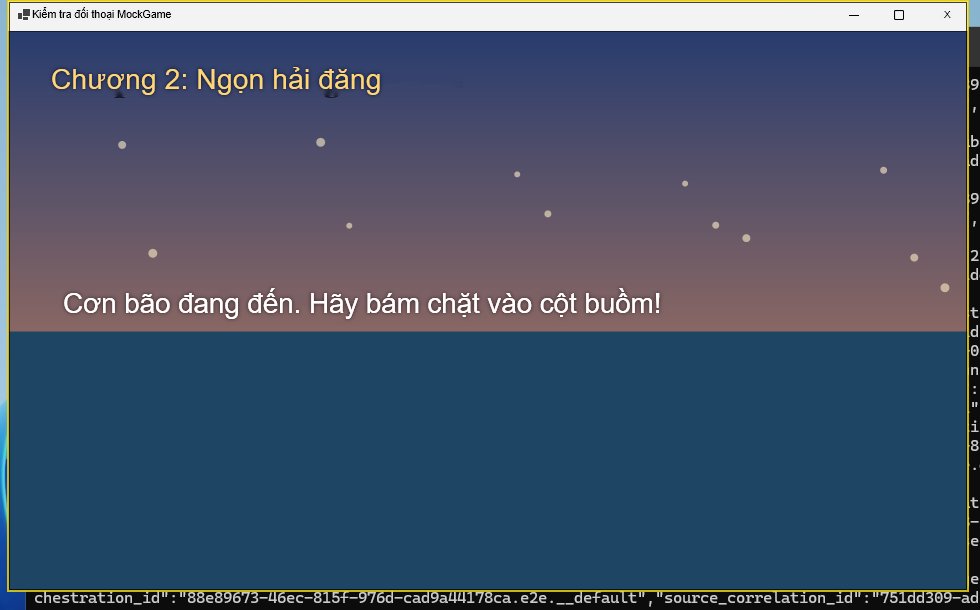 Kiểm tra đối thoại MockGame
Chương 2: Ngọn hải đăng
Cơn bão đang đến. Hãy bám chặt vào cột buồm!
chestration_id":"88e89673-46ec-815f-976d-cad9a44178ca.e2e.__default","source_correlation_id":"751dd309-ae